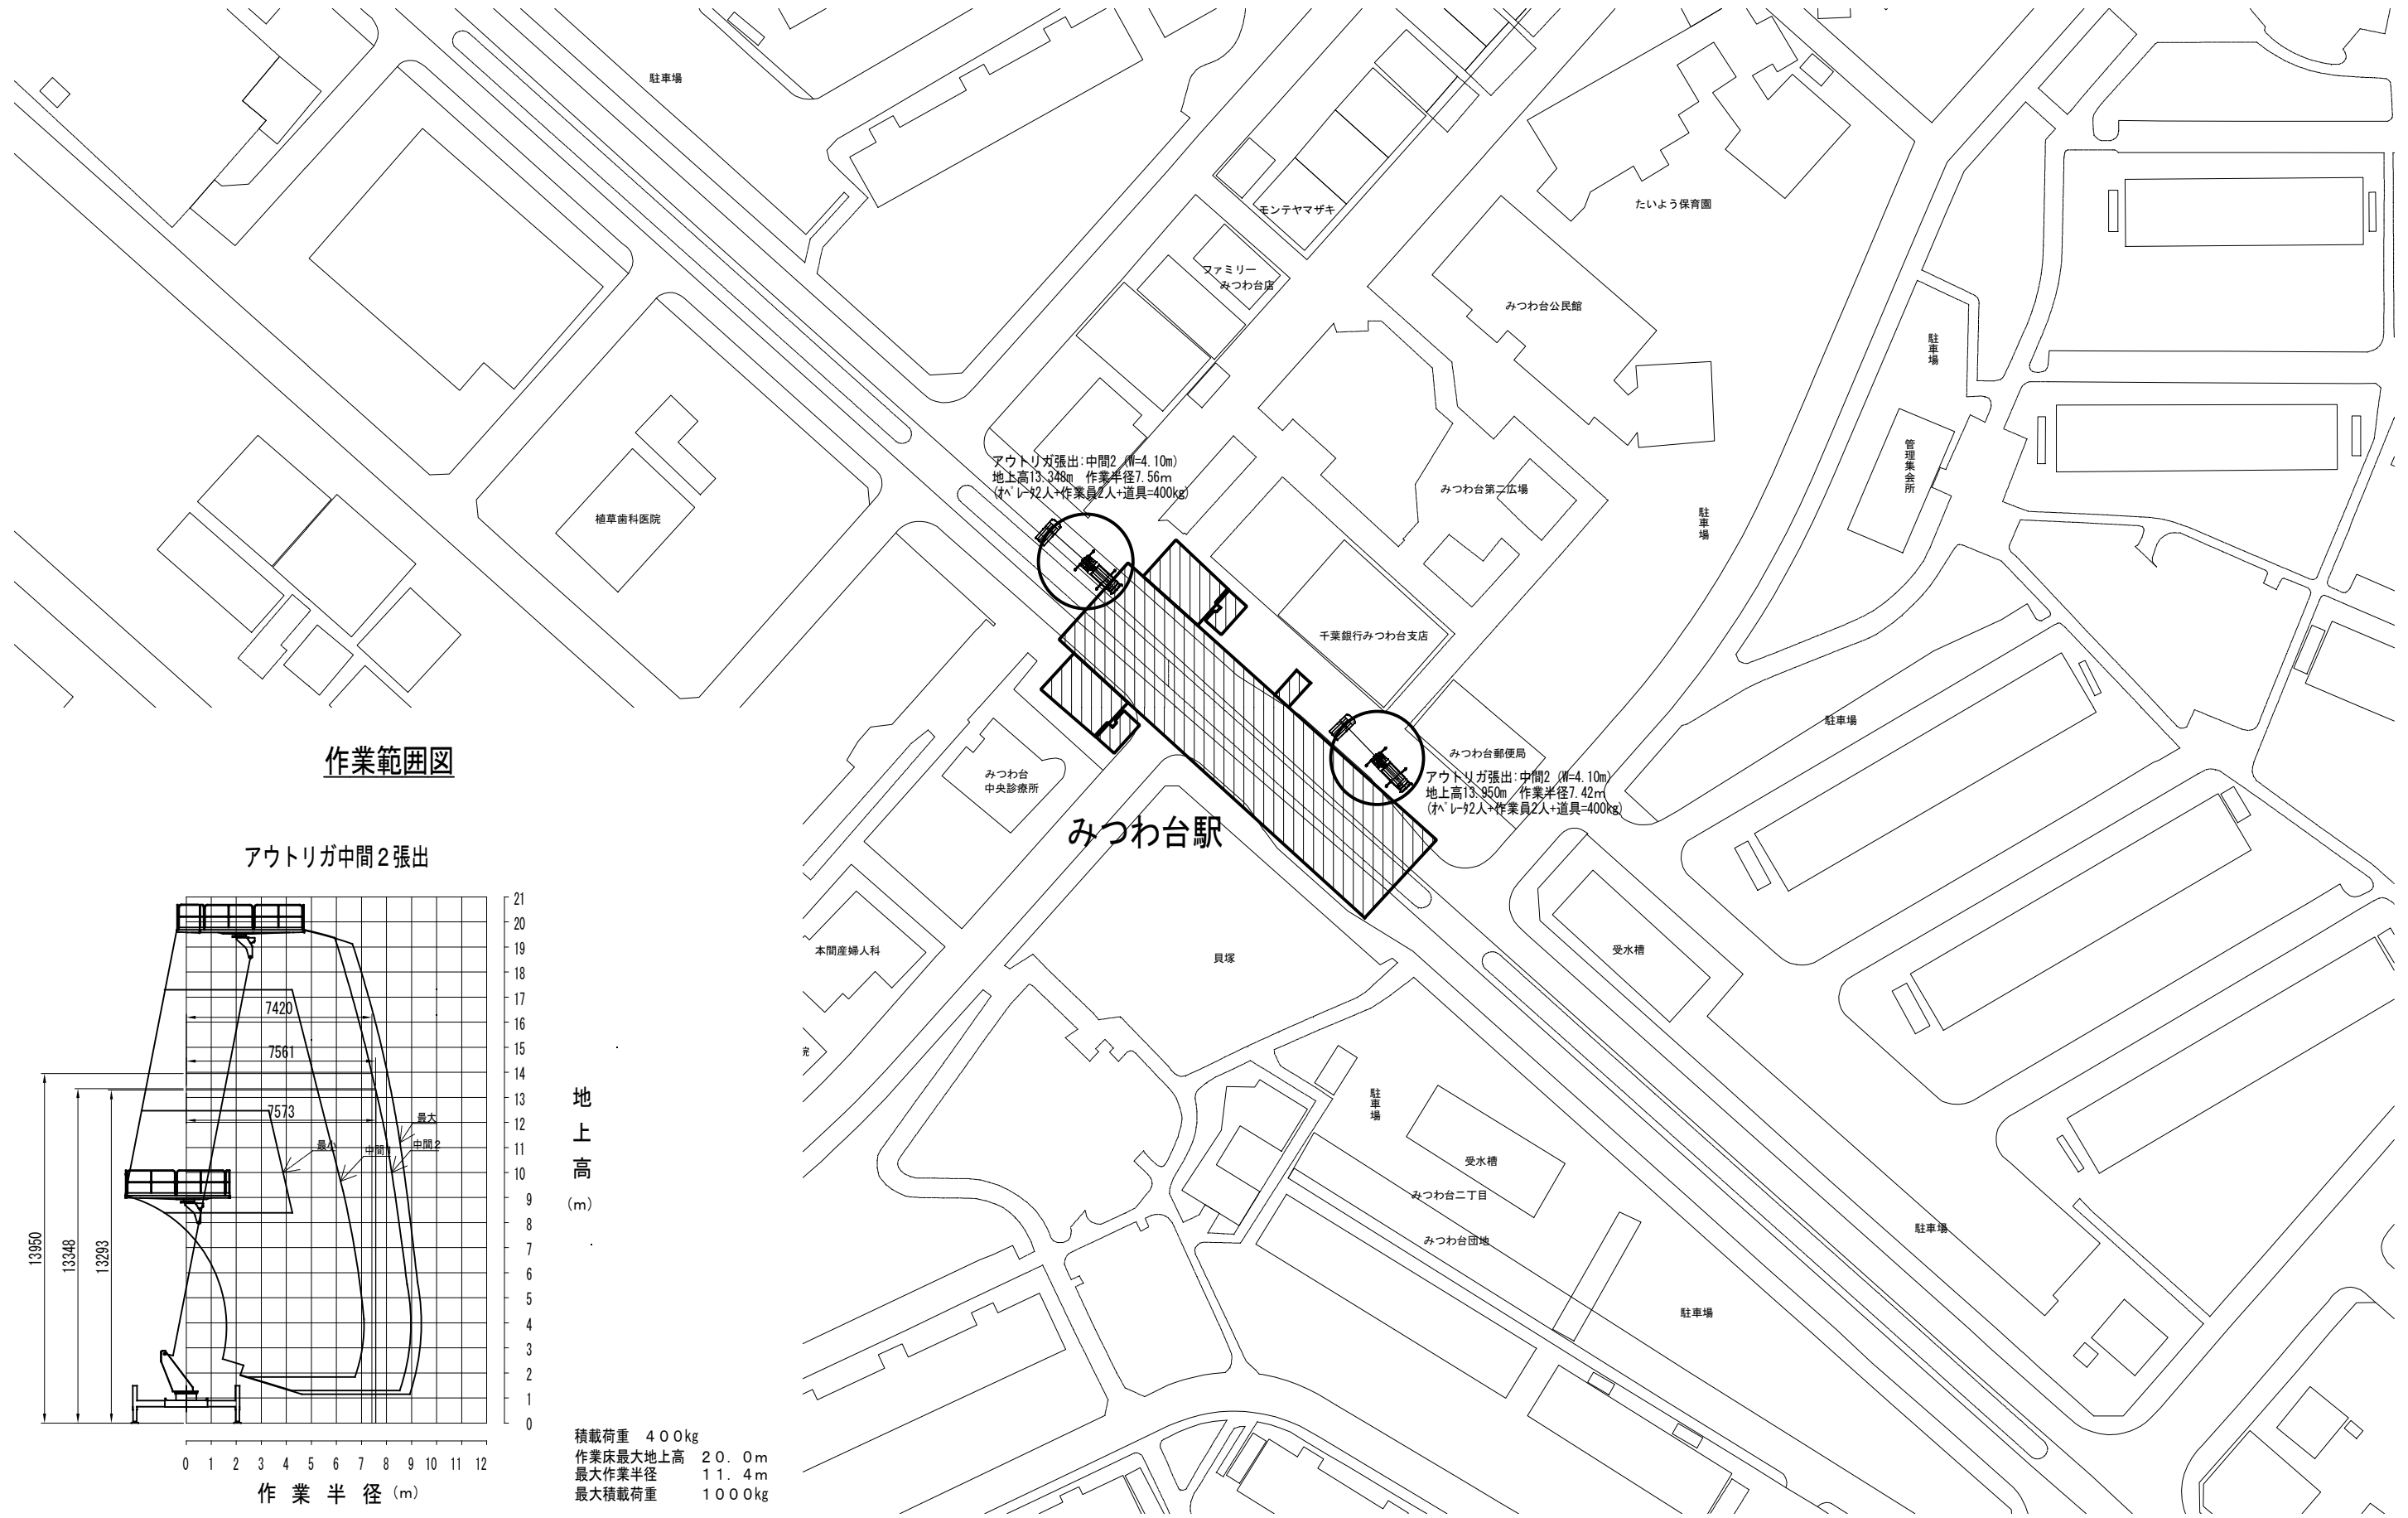 駐車場
モンテヤマザキ
たいよう保育園
ファミリー
みつわ台店
みつわ台公民館
駐車場
管理集会所
アウトリガ張出:中間2 (W=4.10m)
地上高13.348m 作業半径7.56m
(オペレータ2人+作業員2人+道具=400kg)
みつわ台第二広場
植草歯科医院
駐車場
千葉銀行みつわ台支店
駐車場
みつわ台郵便局
アウトリガ張出:中間2 (W=4.10m)
地上高13.950m 作業半径7.42m
(オペレータ2人+作業員2人+道具=400kg)
みつわ台
中央診療所
みつわ台駅
本間産婦人科
貝塚
受水槽
院
駐車場
受水槽
みつわ台二丁目
みつわ台団地
駐車場
駐車場
作業範囲図
アウトリガ中間2張出
21
20
19
18
17
16
15
14
13
12
11
10
9
8
7
6
5
4
3
2
1
0
7420
7561
7573
最大
最小
中間1
中間2
13950
13348
13293
地上高
(m)
0 1 2 3 4 5 6 7 8 9 10 11 12
作業半径(m)
積載荷重 400kg
作業床最大地上高 20.0m
最大作業半径 11.4m
最大積載荷重 1000kg